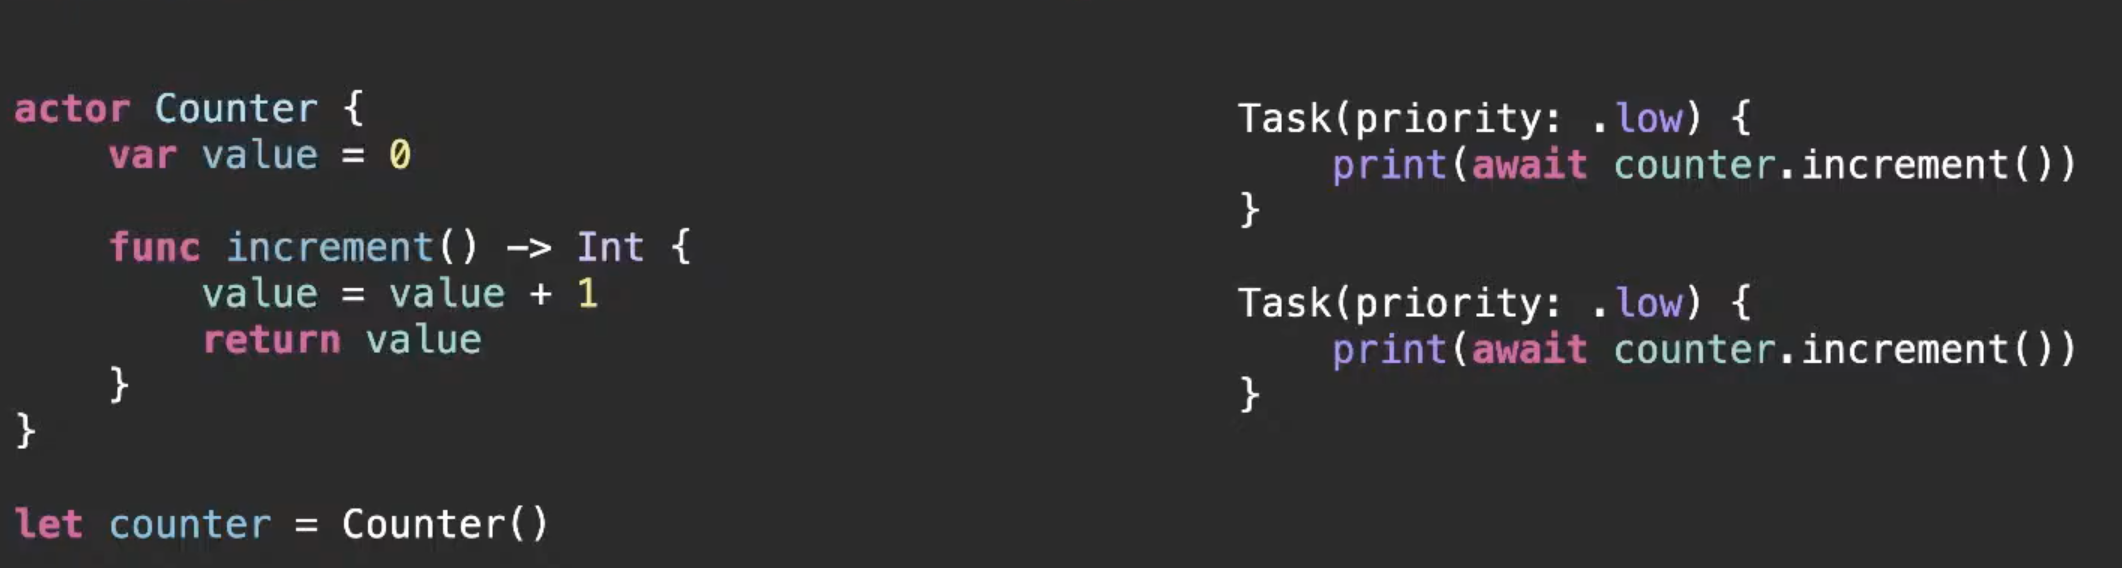 actor Counter {
    var value = 0

    func increment() -> Int {
        value = value + 1
        return value
    }
}

let counter = Counter()

Task(priority: .low) {
    print(await counter.increment())
}

Task(priority: .low) {
    print(await counter.increment())
}